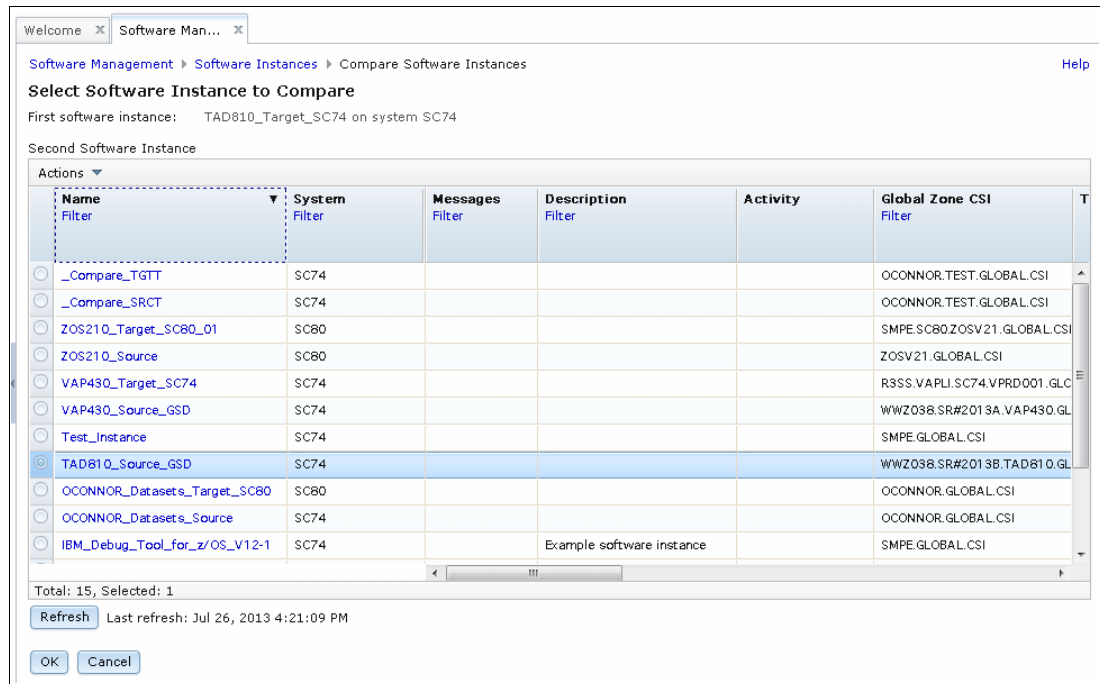 Welcome X Software Man... X
Software Management Software Instances Compare Software Instances Help
Select Software Instance to Compare
First software instance: TAD810_Target_SC74 on system SC74
Second Software Instance
Actions
Name System Messages Description Activity Global Zone CSI T
Filter Filter Filter Filter Filter
_Compare_TGTT SC74 OCONNOR.TEST.GLOBAL.CSI
_Compare_SRCT SC74 OCONNOR.TEST.GLOBAL.CSI
ZOS210_Target_SC80_01 SC80 SMPE.SC80.ZOSV21.GLOBAL.CSI
ZOS210_Source SC80 ZOSV21.GLOBAL.CSI
VAP430_Target_SC74 SC74 R3SS.VAPLI.SC74.VPRD001.GLC
VAP430_Source_GSD SC74 WWZ038.SR#2013A.VAP430.GL
Test_Instance SC74 SMPE.GLOBAL.CSI
TAD810_Source_GSD SC74 WWZ038.SR#2013B.TAD810.GL
OCONNOR_Datasets_Target_SC80 SC80 OCONNOR.GLOBAL.CSI
OCONNOR_Datasets_Source SC74 OCONNOR.GLOBAL.CSI
IBM_Debug_Tool_for_z/OS_V12-1 SC74 Example software instance SMPE.GLOBAL.CSI
Total: 15, Selected: 1
Refresh Last refresh: Jul 26, 2013 4:21:09 PM
OK Cancel